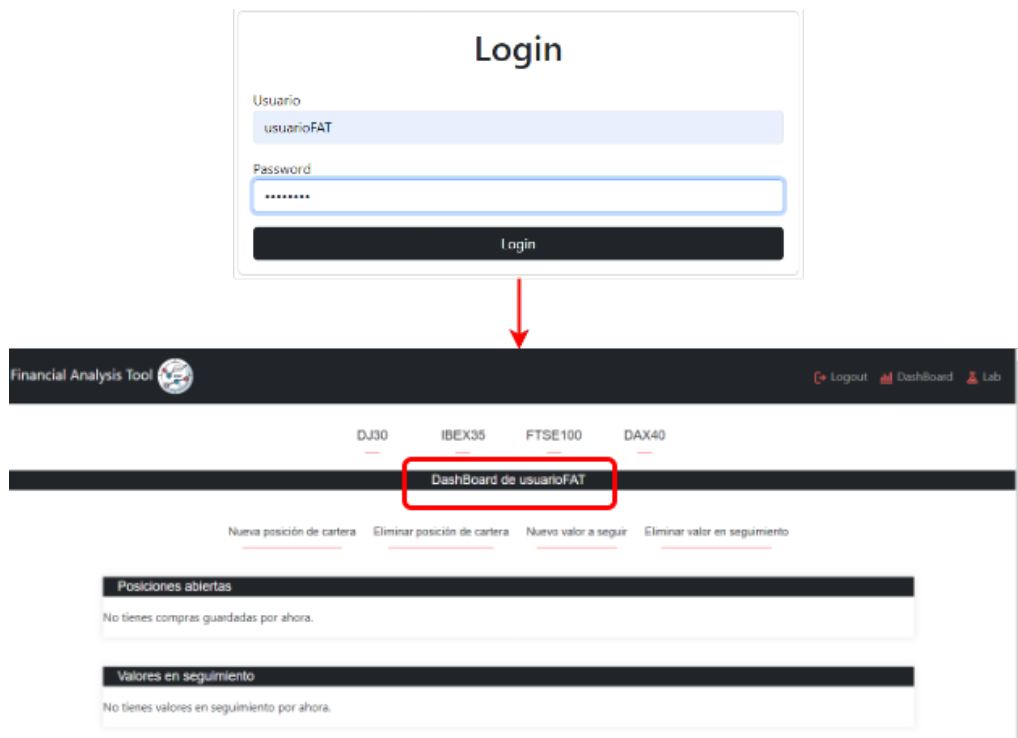 Login
Usuario
usuarioFAT
Password
••••••••
Login
Financial Analysis Tool Logout DashBoard Lab
DJ30 IBEX35 FTSE100 DAX40
DashBoard de usuarioFAT
Nueva posición de cartera Eliminar posición de cartera Nuevo valor a seguir Eliminar valor en seguimiento
Posiciones abiertas
No tienes compras guardadas por ahora.
Valores en seguimiento
No tienes valores en seguimiento por ahora.